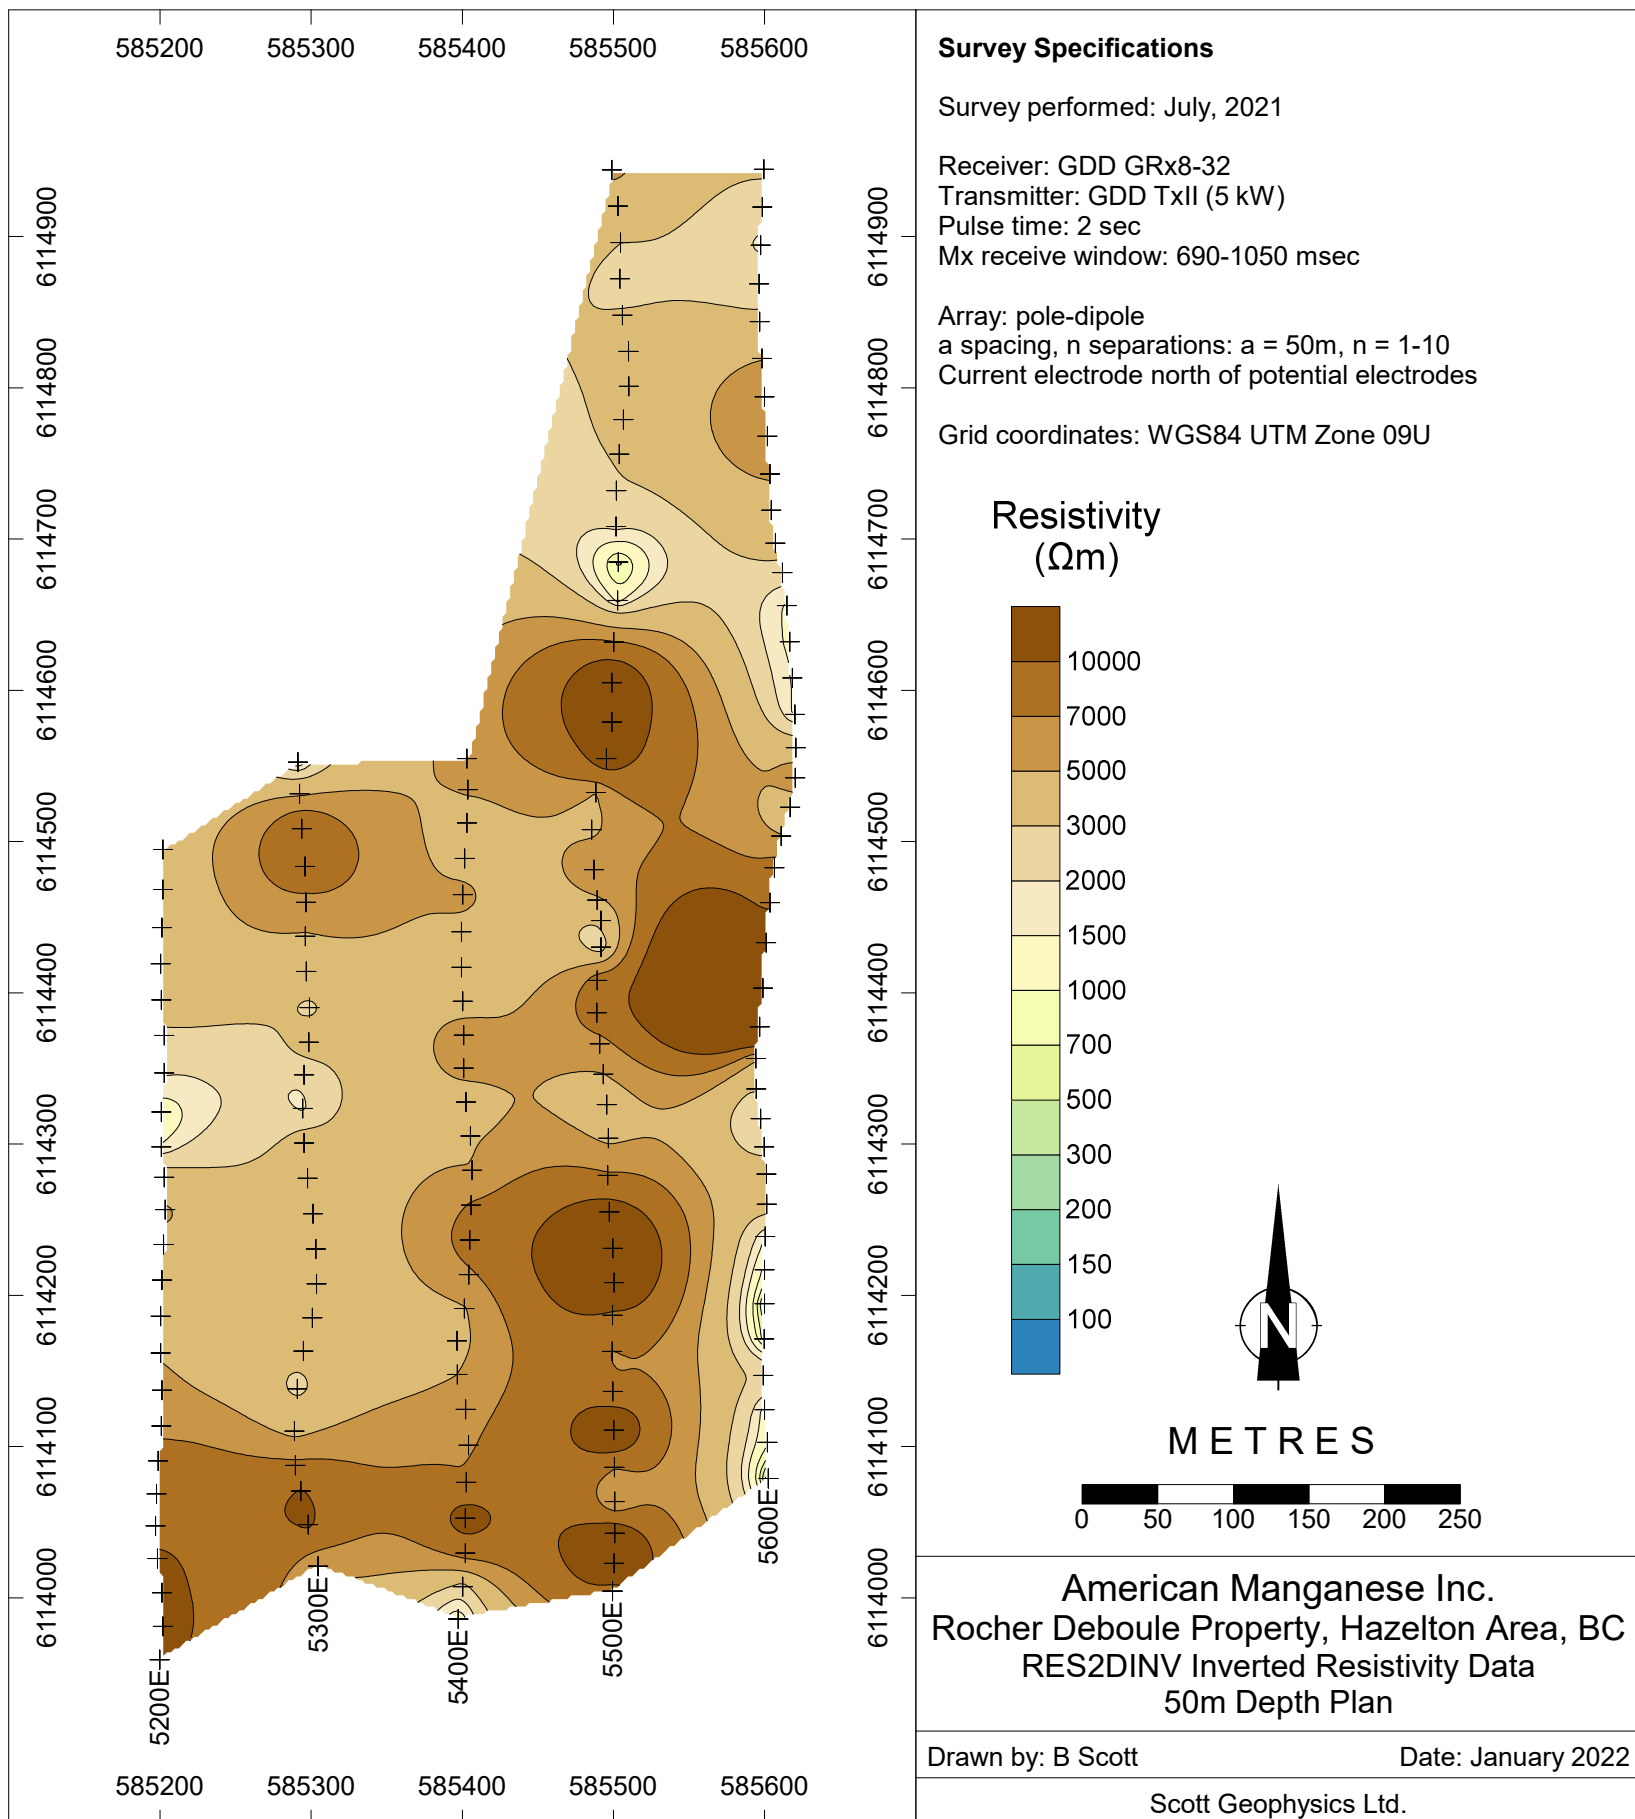 585200 585300 585400 585500 585600
6114900
6114800
6114700
6114600
6114500
6114400
6114300
6114200
6114100
6114000
6114900
6114800
6114700
6114600
6114500
6114400
6114300
6114200
6114100
6114000
5200E
5300E
5400E
5500E
5600E
585200 585300 585400 585500 585600
Survey Specifications
Survey performed: July, 2021
Receiver: GDD GRx8-32
Transmitter: GDD TxII (5 kW)
Pulse time: 2 sec
Mx receive window: 690-1050 msec
Array: pole-dipole
a spacing, n separations: a = 50m, n = 1-10
Current electrode north of potential electrodes
Grid coordinates: WGS84 UTM Zone 09U
Resistivity
(Ωm)
10000
7000
5000
3000
2000
1500
1000
700
500
300
200
150
100
N
METRES
0 50 100 150 200 250
American Manganese Inc.
Rocher Deboule Property, Hazelton Area, BC
RES2DINV Inverted Resistivity Data
50m Depth Plan
Drawn by: B Scott Date: January 2022
Scott Geophysics Ltd.